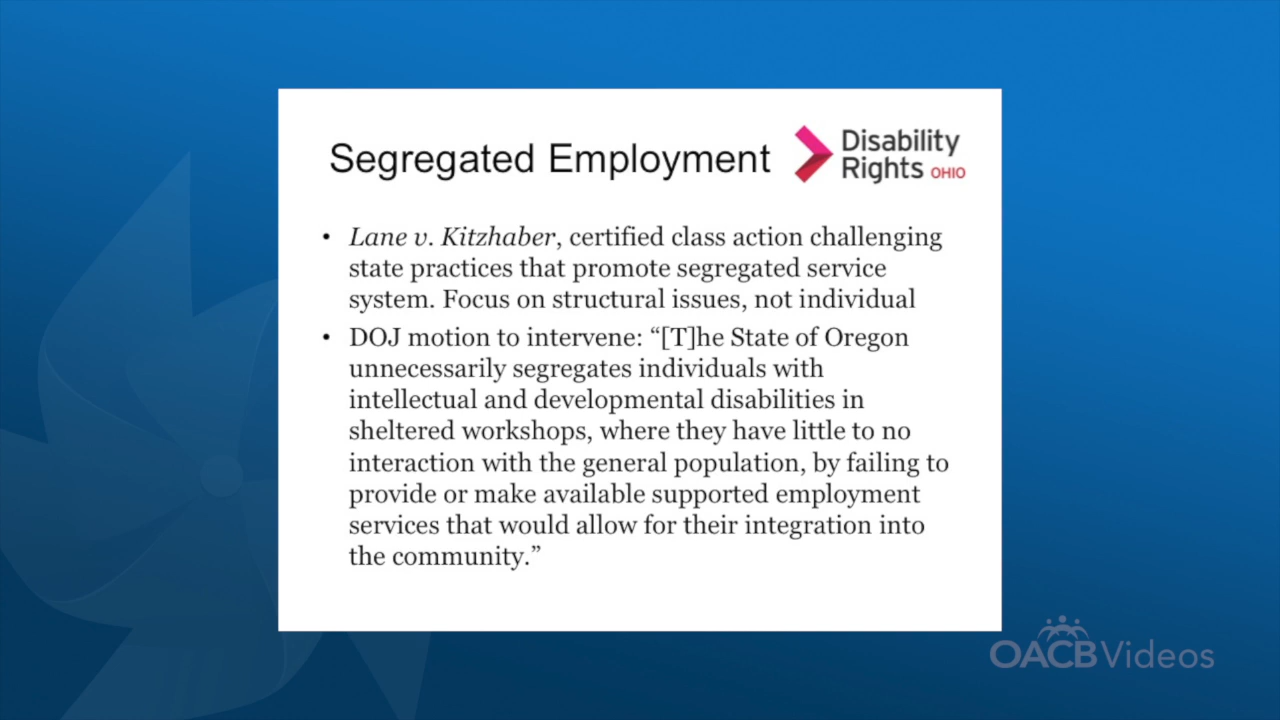 Segregated Employment
Disability
Rights OHIO
• Lane v. Kitzhaber, certified class action challenging
state practices that promote segregated service
system. Focus on structural issues, not individual
• DOJ motion to intervene: “[T]he State of Oregon
unnecessarily segregates individuals with
intellectual and developmental disabilities in
sheltered workshops, where they have little to no
interaction with the general population, by failing to
provide or make available supported employment
services that would allow for their integration into
the community.”
OACBVideos